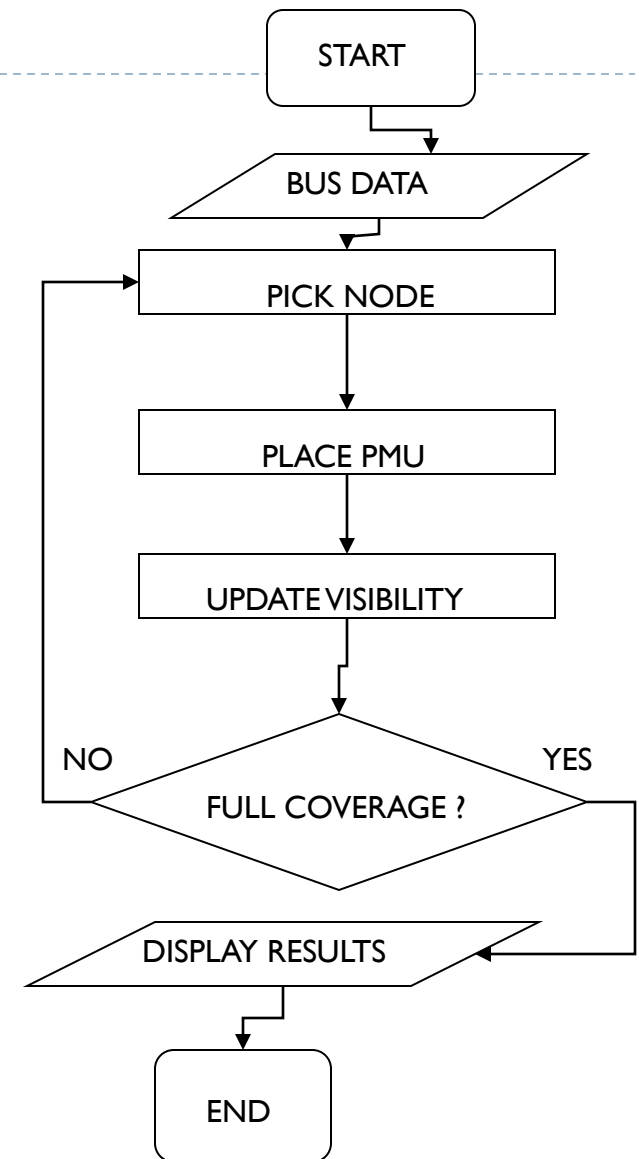 START
BUS DATA
PICK NODE
PLACE PMU
UPDATE VISIBILITY
NO
YES
FULL COVERAGE ?
DISPLAY RESULTS
END